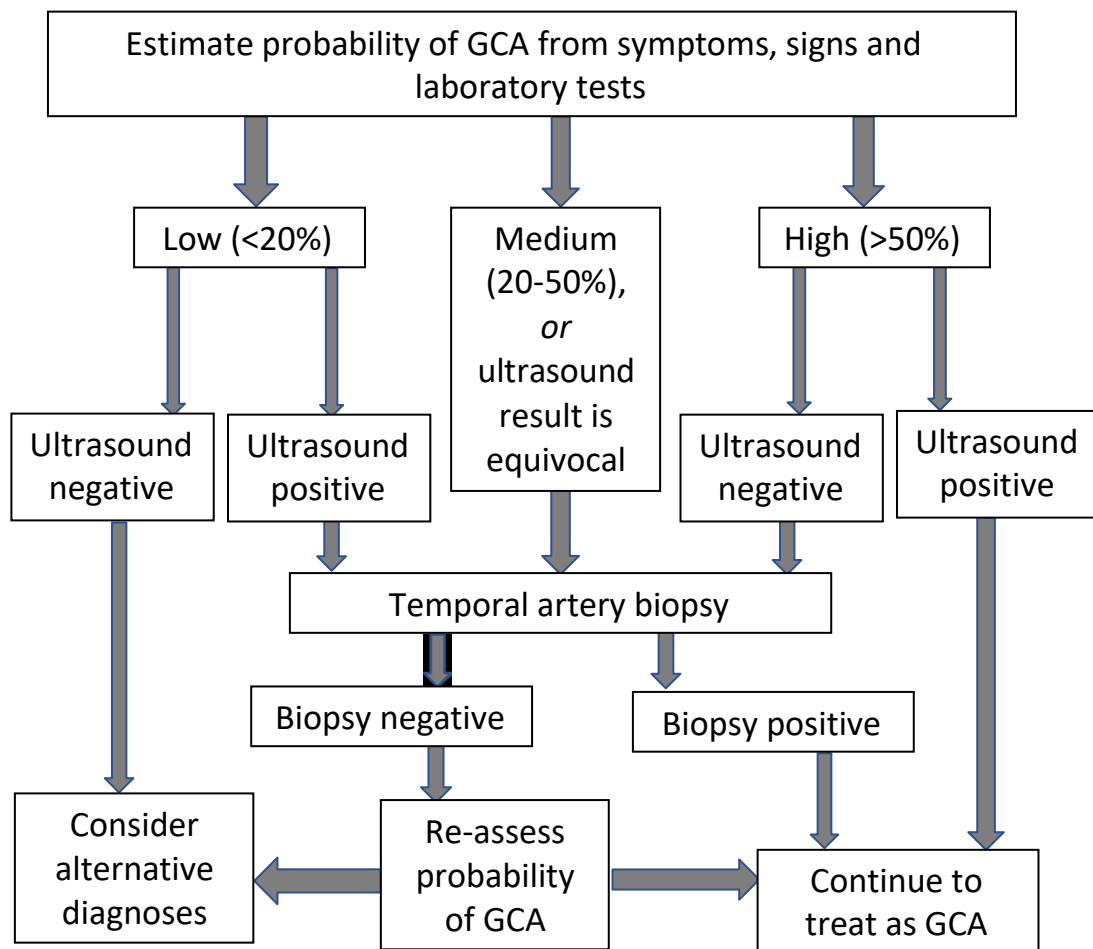 Estimate probability of GCA from symptoms, signs and
laboratory tests
Low (<20%)
Medium
(20-50%),
or
ultrasound
result is
equivocal
High (>50%)
Ultrasound
negative
Ultrasound
positive
Ultrasound
negative
Ultrasound
positive
Temporal artery biopsy
Biopsy negative
Biopsy positive
Consider
alternative
diagnoses
Re-assess
probability
of GCA
Continue to
treat as GCA